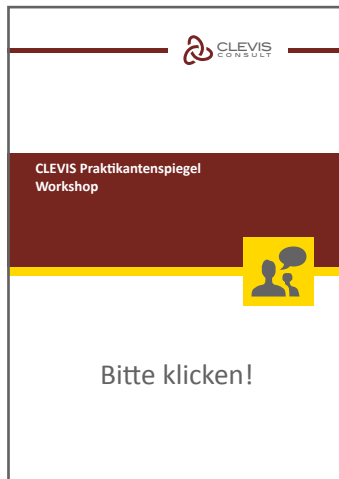 CLEVIS
CONSULT
CLEVIS Praktikantenspiegel
Workshop
Bitte klicken!